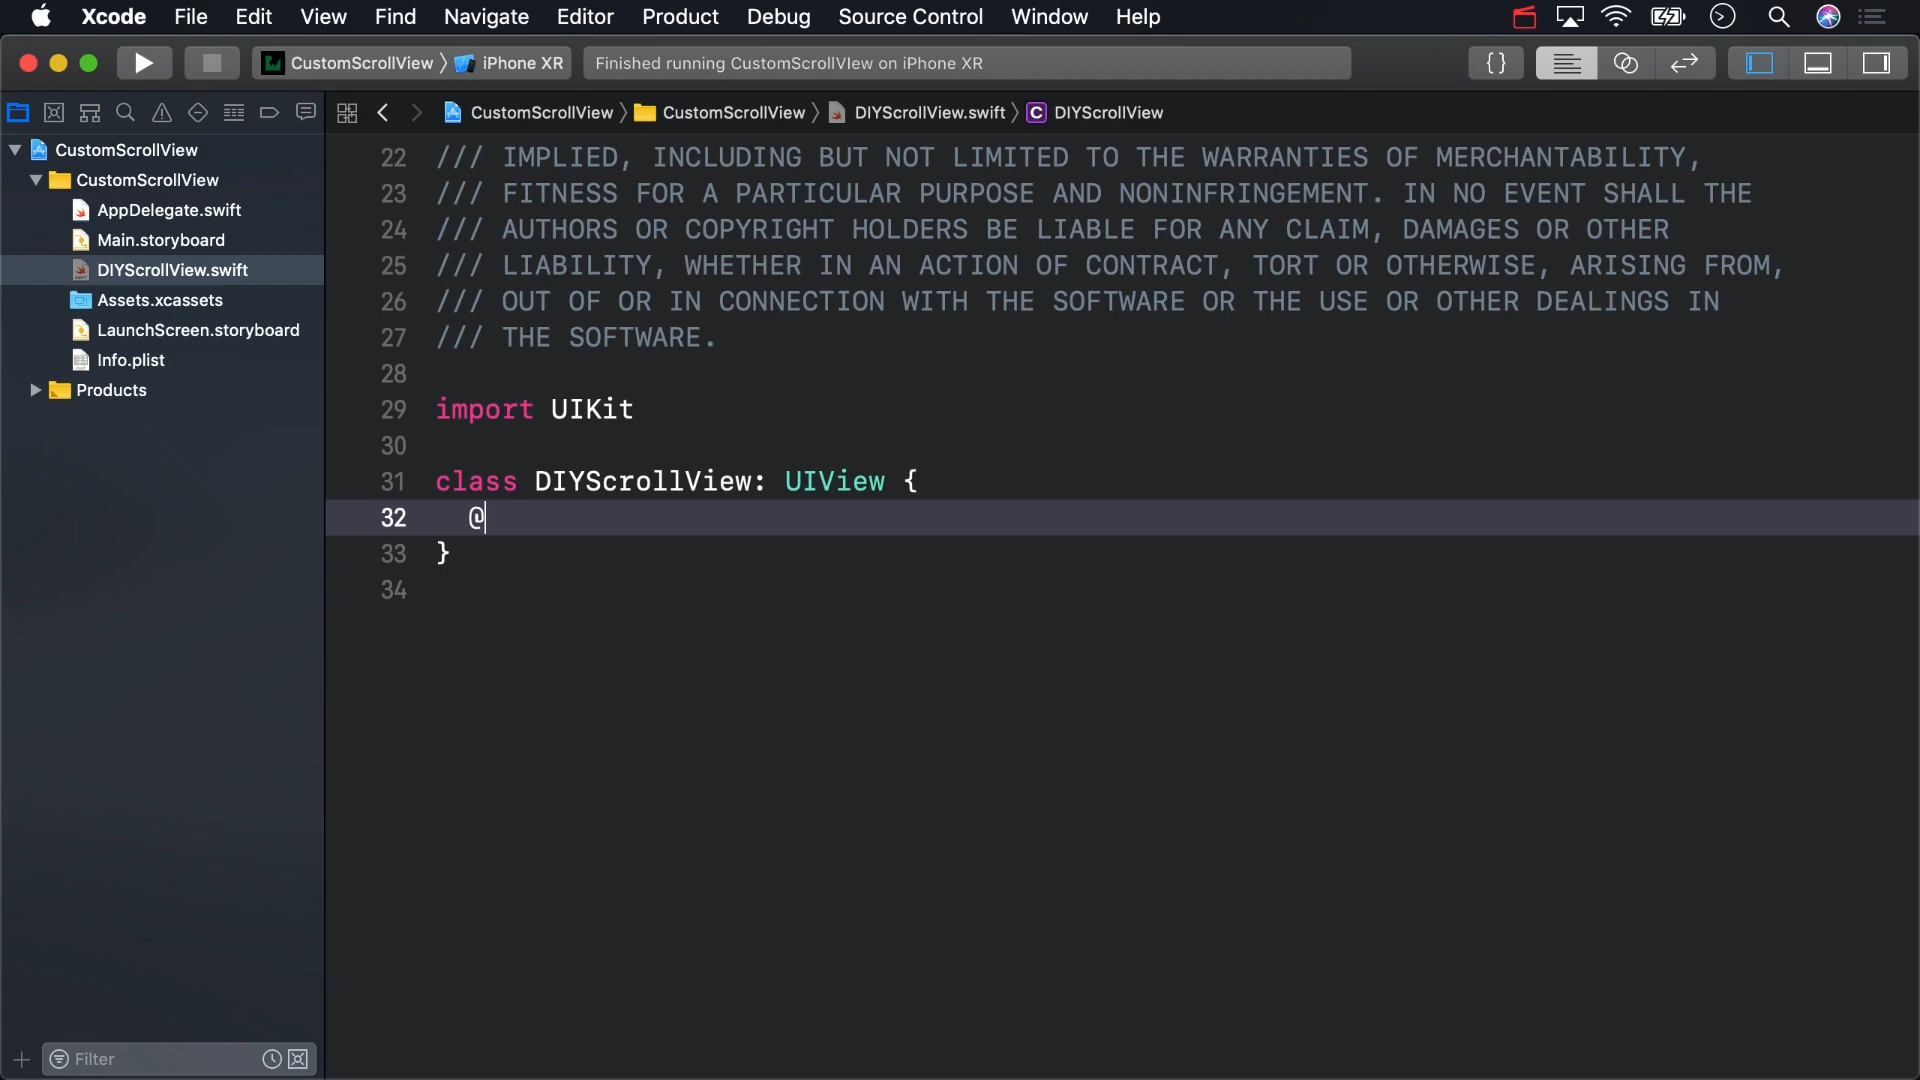 Xcode File Edit View Find Navigate Editor Product Debug Source Control Window Help
CustomScrollView iPhone XR Finished running CustomScrollVIew on iPhone XR {}
CustomScrollView CustomScrollView DIYScrollView.swift C DIYScrollView
CustomScrollView
CustomScrollView
AppDelegate.swift
Main.storyboard
DIYScrollView.swift
Assets.xcassets
LaunchScreen.storyboard
Info.plist
Products
Filter
22 /// IMPLIED, INCLUDING BUT NOT LIMITED TO THE WARRANTIES OF MERCHANTABILITY,
23 /// FITNESS FOR A PARTICULAR PURPOSE AND NONINFRINGEMENT. IN NO EVENT SHALL THE
24 /// AUTHORS OR COPYRIGHT HOLDERS BE LIABLE FOR ANY CLAIM, DAMAGES OR OTHER
25 /// LIABILITY, WHETHER IN AN ACTION OF CONTRACT, TORT OR OTHERWISE, ARISING FROM,
26 /// OUT OF OR IN CONNECTION WITH THE SOFTWARE OR THE USE OR OTHER DEALINGS IN
27 /// THE SOFTWARE.
28
29 import UIKit
30
31 class DIYScrollView: UIView {
32 @
33 }
34